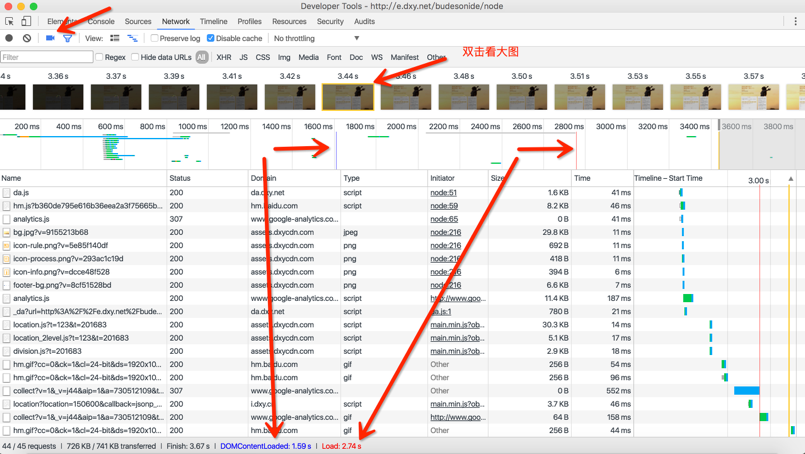 Developer Tools - http://e.dxy.net/budesonide/node
Elements Console Sources Network Timeline Profiles Resources Security Audits
View: Preserve log Disable cache No throttling
Filter Regex Hide data URLs All XHR JS CSS Img Media Font Doc WS Manifest Other
双击看大图
4 s 3.36 s 3.37 s 3.39 s 3.41 s 3.42 s 3.44 s 3.46 s 3.48 s 3.50 s 3.51 s 3.53 s 3.55 s 3.57 s 3.
200 ms 400 ms 600 ms 800 ms 1000 ms 1200 ms 1400 ms 1600 ms 1800 ms 2000 ms 2200 ms 2400 ms 2600 ms 2800 ms 3000 ms 3200 ms 3400 ms 3600 ms 3800 ms
Name Status Domain Type Initiator Size Time Timeline – Start Time 3.00 s
da.js 200 da.dxy.net script node:51 1.6 KB 41 ms
hm.js?b360de795e616b36eea2a3f75665b... 200 hm.baidu.com script node:59 8.2 KB 46 ms
analytics.js 307 www.google-analytics.co... node:65 0 B 41 ms
bg.jpg?v=9155213b68 200 assets.dxycdn.com jpeg node:216 29.8 KB 11 ms
icon-rule.png?v=5e85f140df 200 assets.dxycdn.com png node:216 692 B 41 ms
icon-process.png?v=293ac1c19d 200 assets.dxycdn.com png node:216 418 B 11 ms
icon-info.png?v=dcce48f528 200 assets.dxycdn.com png node:216 394 B 6 ms
footer-bg.png?v=8cf51528bd 200 assets.dxycdn.com png node:216 6.6 KB 7 ms
analytics.js 200 www.google-analytics.co... script http://www.goo... 11.4 KB 187 ms
_da?url=http%3A%2F%2Fe.dxy.net%2Fbude... 200 da.dxy.net script da.js:1 780 B 21 ms
location.js?t=123&t=201683 200 assets.dxycdn.com script main.min.js?ob... 30.3 KB 14 ms
location_2level.js?t=123&t=201683 200 assets.dxycdn.com script main.min.js?ob... 5.1 KB 17 ms
division.js?t=201683 200 assets.dxycdn.com script main.min.js?ob... 2.9 KB 18 ms
hm.gif?cc=0&ck=1&cl=24-bit&ds=1920x10... 200 hm.baidu.com gif Other 256 B 54 ms
hm.gif?cc=0&ck=1&cl=24-bit&ds=1920x10... 200 hm.baidu.com gif Other 256 B 96 ms
collect?v=1&_v=j44&aip=1&a=730512109&t... 307 www.google-analytics.co... Other 0 B 552 ms
location?location=150600&callback=jsonp_... 200 i.dxy.cn script main.min.js?ob... 3.7 KB 46 ms
collect?v=1&_v=j44&aip=1&a=730512109&t... 200 www.google-analytics.co... gif http://www.goo... 64 B 158 ms
hm.gif?cc=0&ck=1&cl=24-bit&ds=1920x10... 200 hm.baidu.com gif Other 256 B 44 ms
44 / 45 requests | 726 KB / 741 KB transferred | Finish: 3.67 s | DOMContentLoaded: 1.59 s | Load: 2.74 s